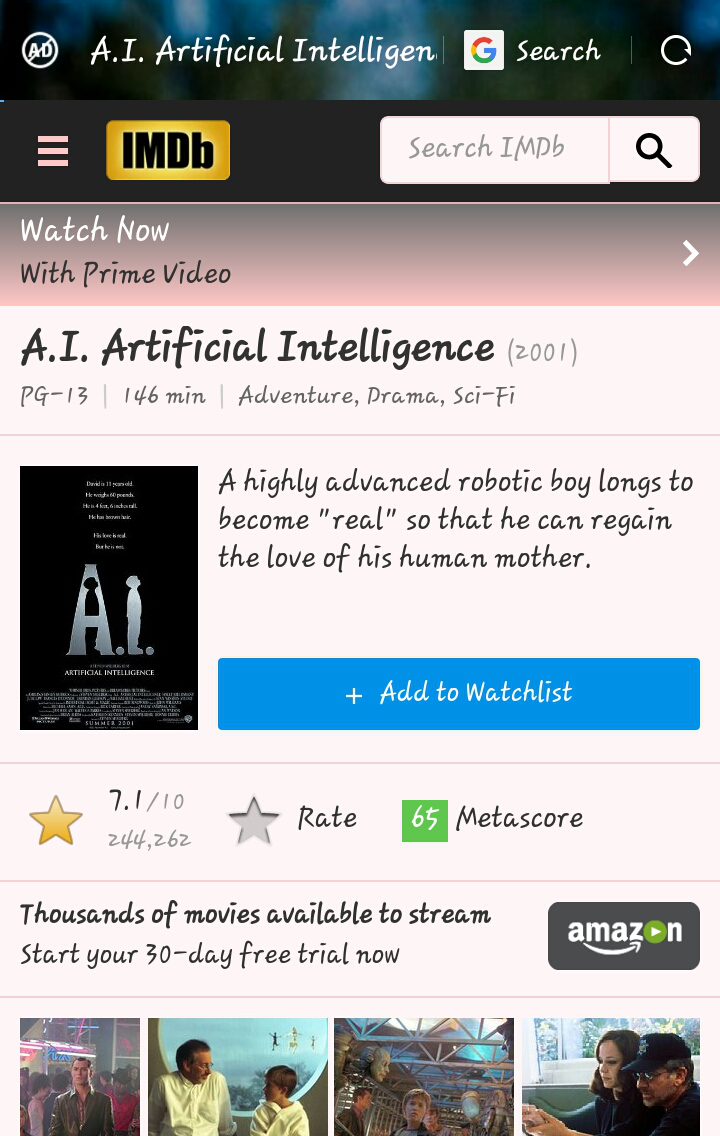 AD
A.I. Artificial Intelligen
G Search
IMDb
Search IMDb
Watch Now
With Prime Video
A.I. Artificial Intelligence (2001)
PG-13 | 146 min | Adventure, Drama, Sci-Fi
David is 11 years old.
He weighs 60 pounds.
He is 4 feet, 6 inches tall.
He has brown hair.
His love is real.
But he is not.
A.I.
ARTIFICIAL INTELLIGENCE
SUMMER 2001
A highly advanced robotic boy longs to
become "real" so that he can regain
the love of his human mother.
+ Add to Watchlist
7.1/10
244,262
Rate
65 Metascore
Thousands of movies available to stream
Start your 30-day free trial now
amazon